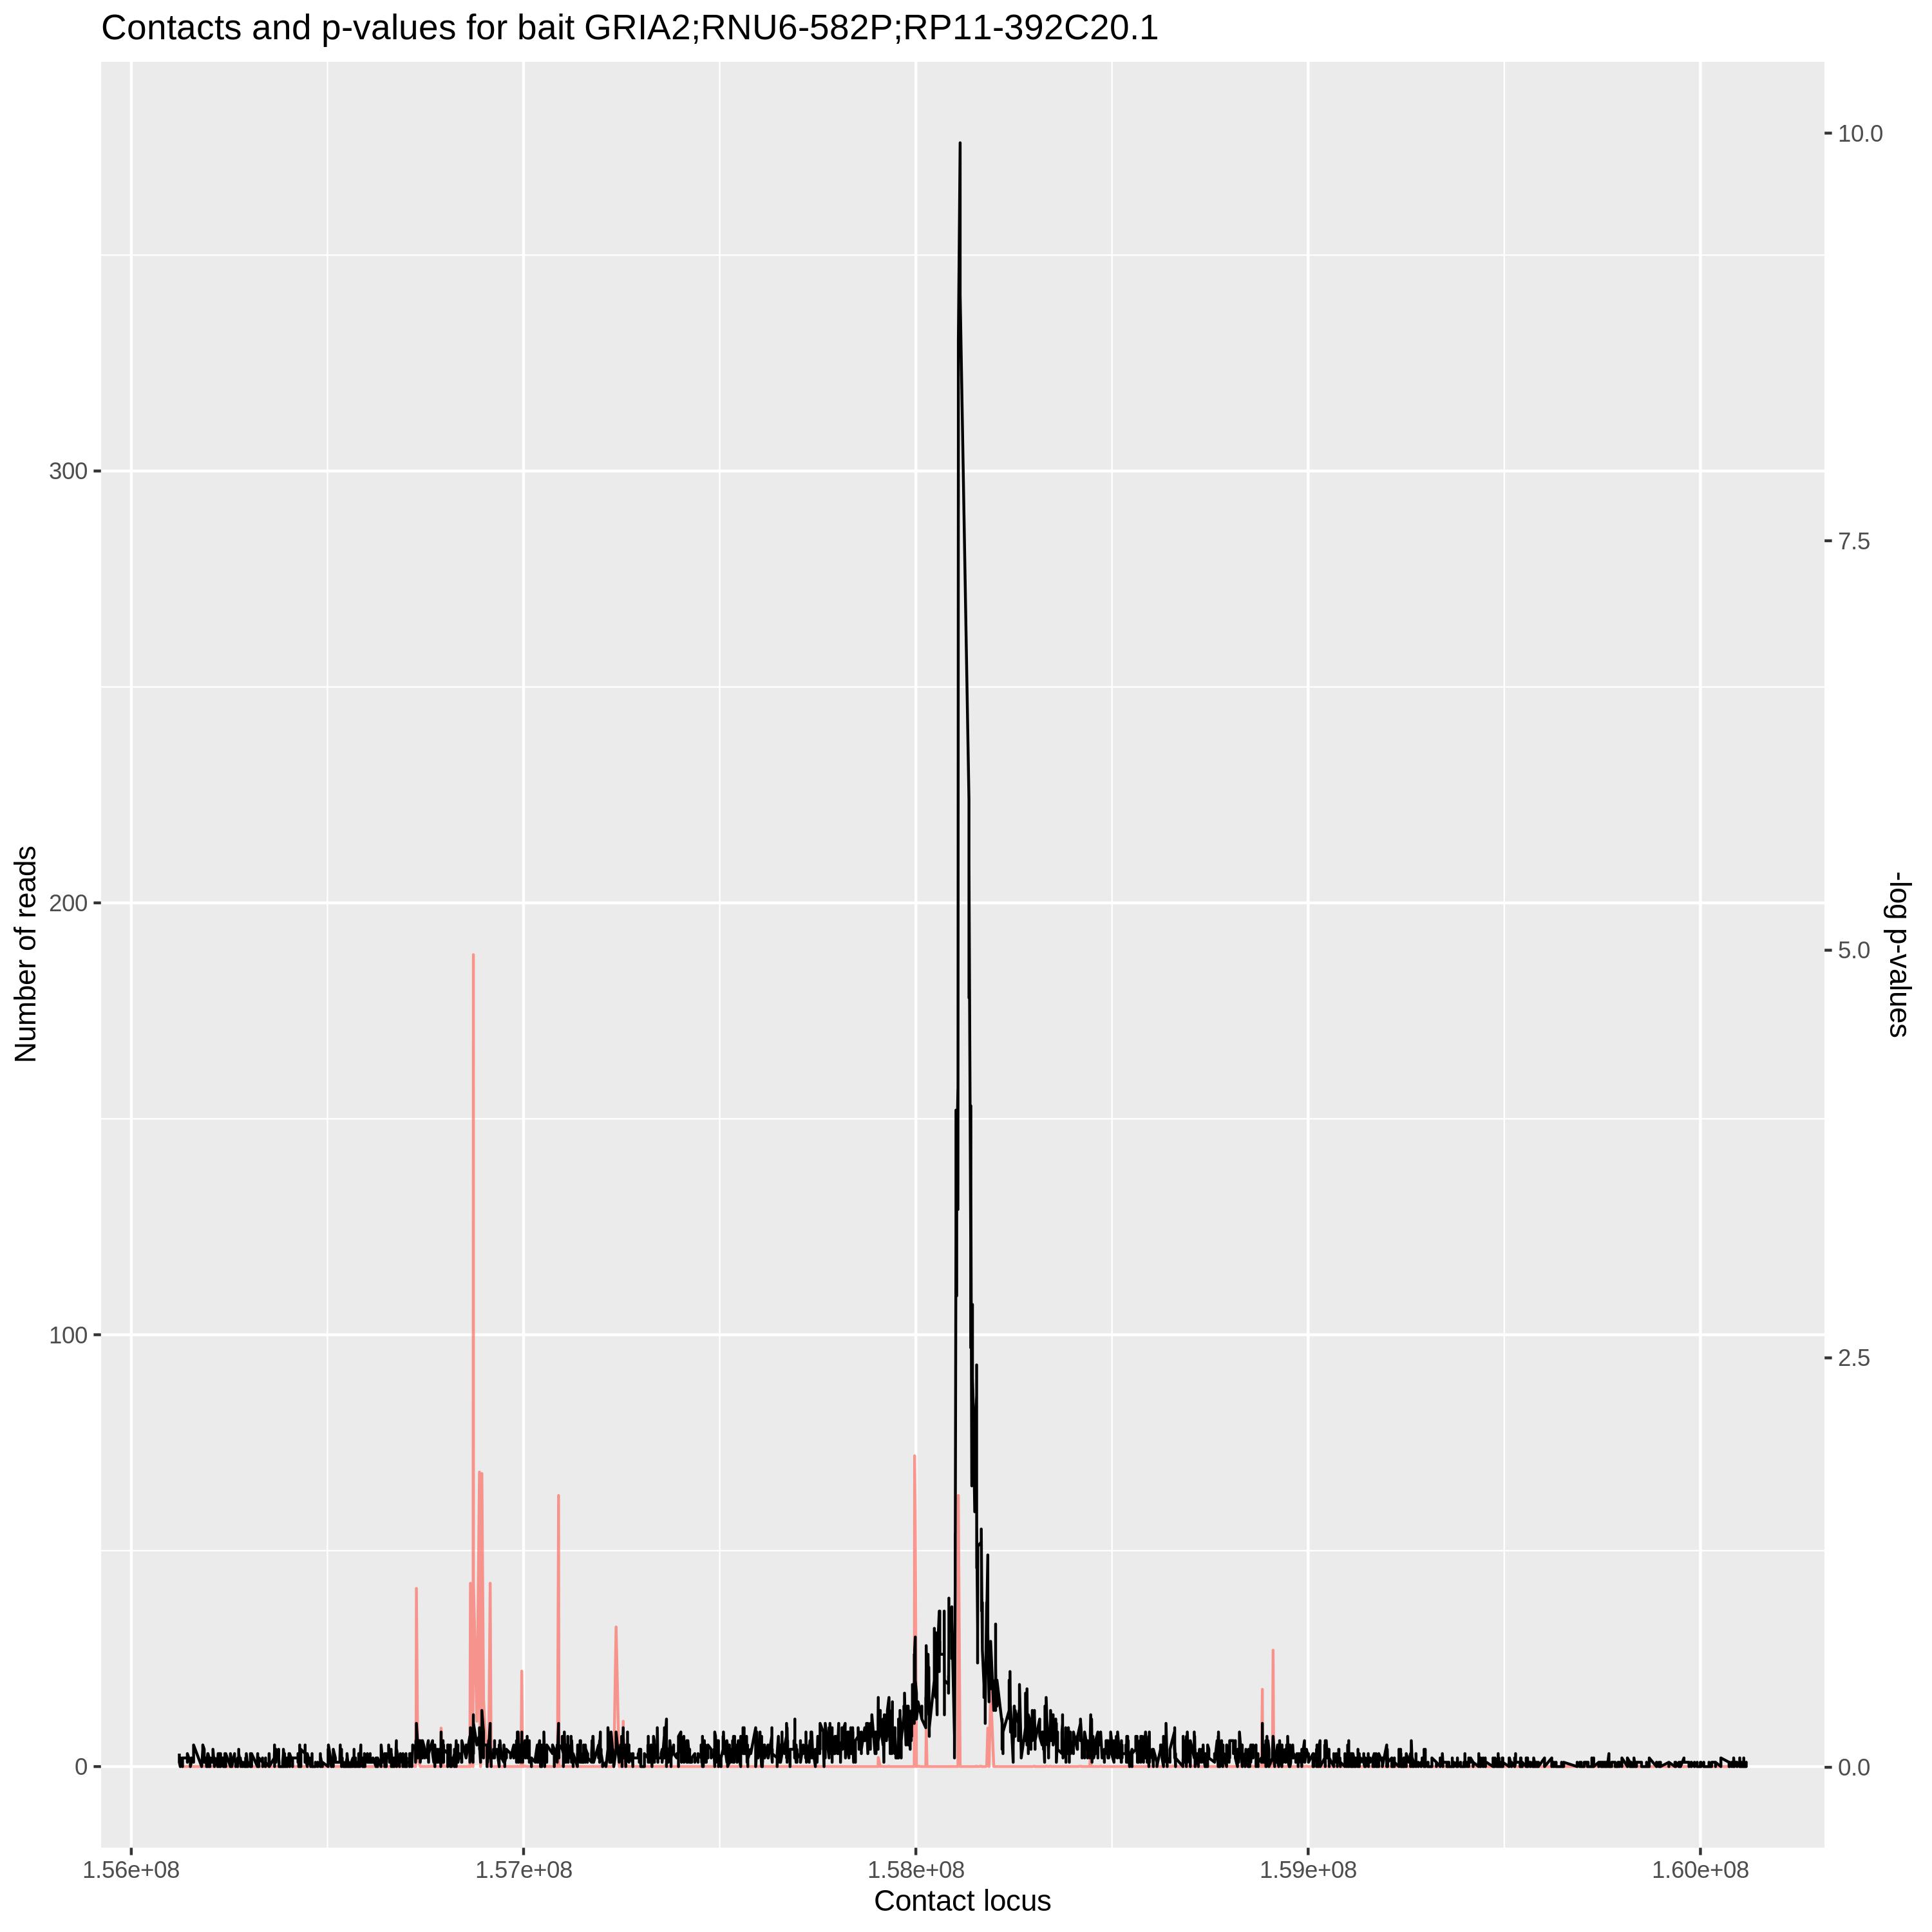 Contacts and p-values for bait GRIA2;RNU6-582P;RP11-392C20.1
10.0
300
7.5
200
5.0
Number of reads
-log p-values
100
2.5
0
0.0
1.56e+08
1.57e+08
1.58e+08
1.59e+08
1.60e+08
Contact locus